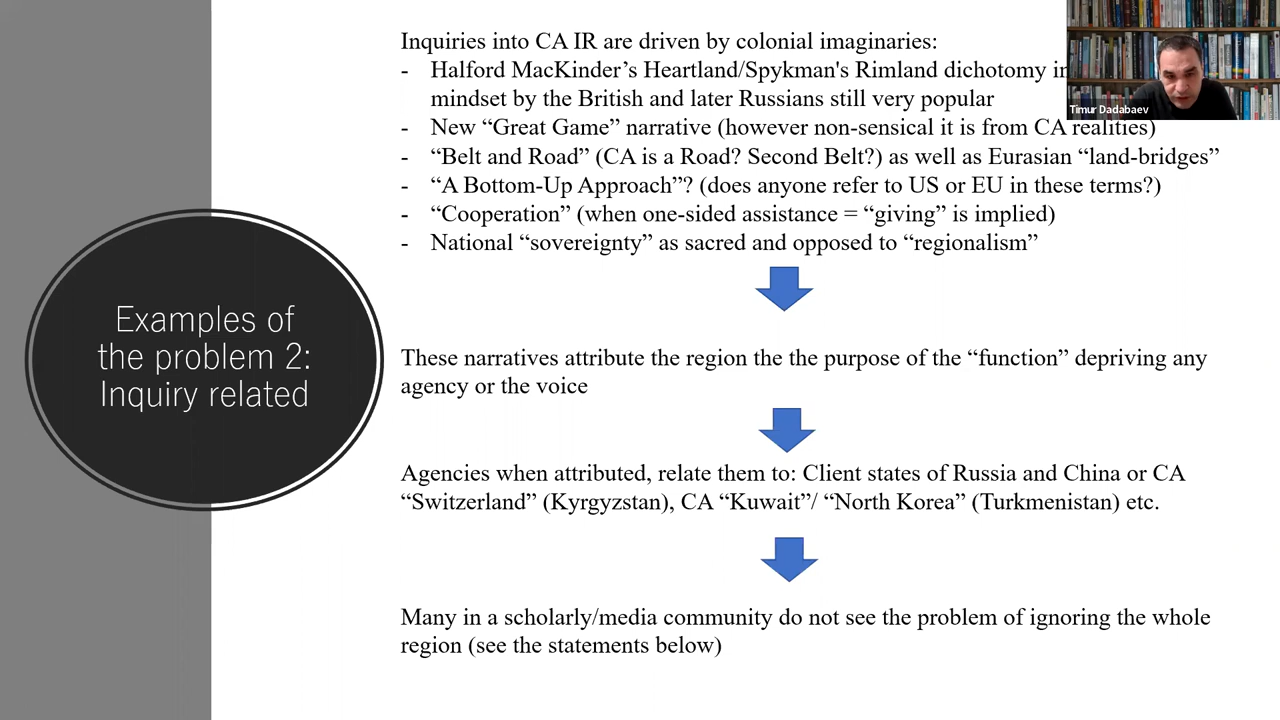 Inquiries into CA IR are driven by colonial imaginaries:
- Halford MacKinder’s Heartland/Spykman's Rimland dichotomy in
mindset by the British and later Russians still very popular
- New “Great Game” narrative (however non-sensical it is from CA realities)
- “Belt and Road” (CA is a Road? Second Belt?) as well as Eurasian “land-bridges”
- “A Bottom-Up Approach”? (does anyone refer to US or EU in these terms?)
- “Cooperation” (when one-sided assistance = “giving” is implied)
- National “sovereignty” as sacred and opposed to “regionalism”
Timur Dadabaev
Examples of
the problem 2:
Inquiry related
These narratives attribute the region the the purpose of the “function” depriving any
agency or the voice
Agencies when attributed, relate them to: Client states of Russia and China or CA
“Switzerland” (Kyrgyzstan), CA “Kuwait”/ “North Korea” (Turkmenistan) etc.
Many in a scholarly/media community do not see the problem of ignoring the whole
region (see the statements below)